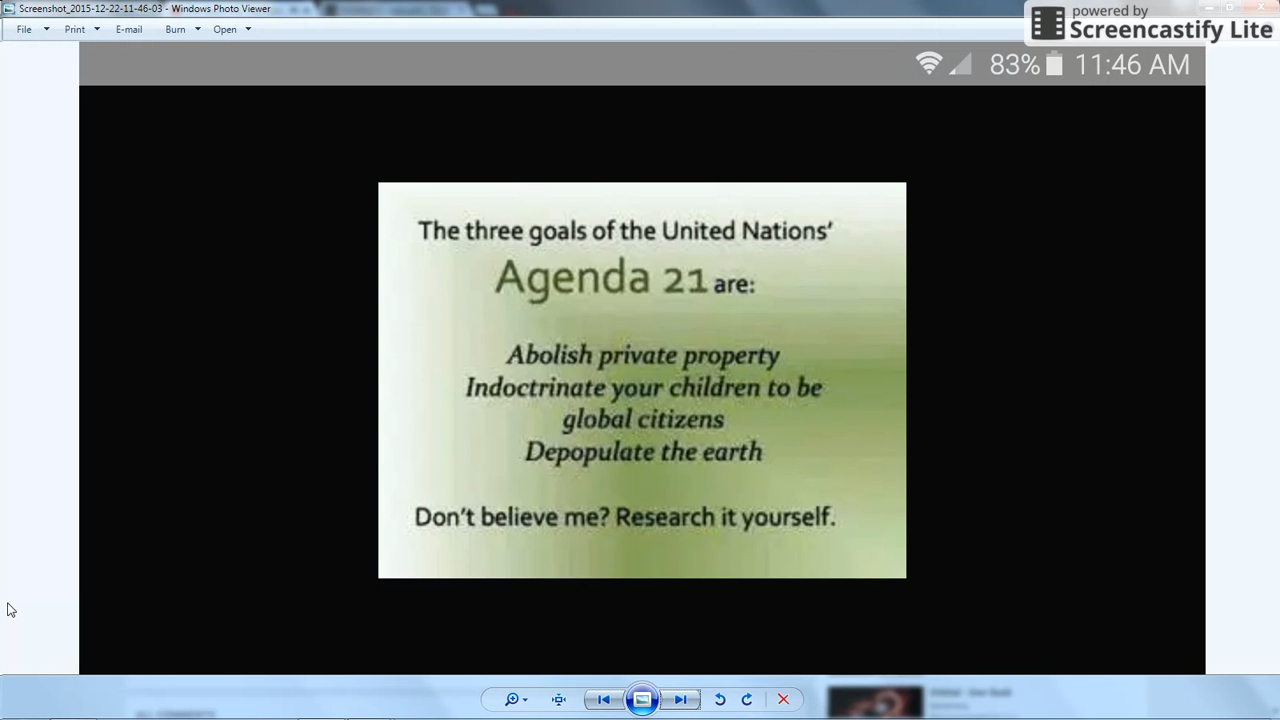 Screenshot_2015-12-22-11-46-03 - Windows Photo Viewer
File Print E-mail Burn Open
powered by
Screencastify Lite
83% 11:46 AM
The three goals of the United Nations'
Agenda 21 are:
Abolish private property
Indoctrinate your children to be
global citizens
Depopulate the earth
Don't believe me? Research it yourself.
ALL COMMENTS